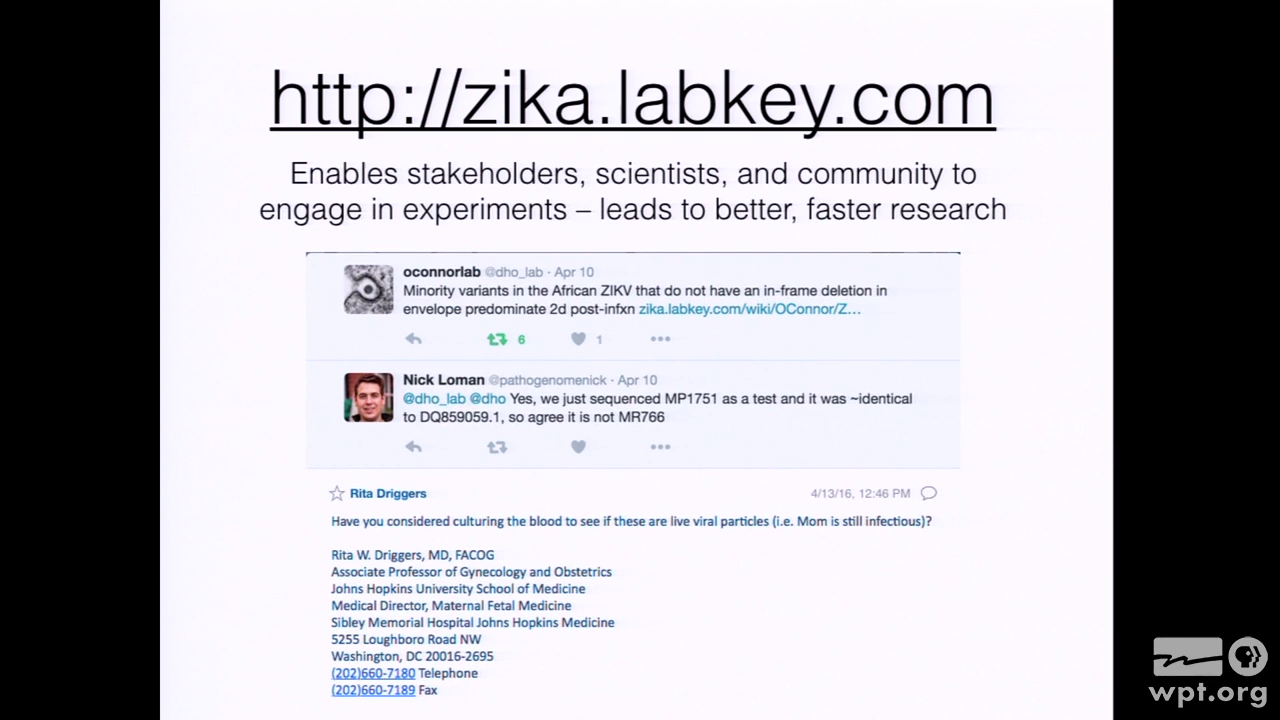 http://zika.labkey.com
Enables stakeholders, scientists, and community to
engage in experiments – leads to better, faster research
oconnorlab @dho_lab · Apr 10
Minority variants in the African ZIKV that do not have an in-frame deletion in
envelope predominate 2d post-infxn zika.labkey.com/wiki/OConnor/Z...
6 1
Nick Loman @pathogenomenick · Apr 10
@dho_lab @dho Yes, we just sequenced MP1751 as a test and it was ~identical
to DQ859059.1, so agree it is not MR766
Rita Driggers 4/13/16, 12:46 PM
Have you considered culturing the blood to see if these are live viral particles (i.e. Mom is still infectious)?
Rita W. Driggers, MD, FACOG
Associate Professor of Gynecology and Obstetrics
Johns Hopkins University School of Medicine
Medical Director, Maternal Fetal Medicine
Sibley Memorial Hospital Johns Hopkins Medicine
5255 Loughboro Road NW
Washington, DC 20016-2695
(202)660-7180 Telephone
(202)660-7189 Fax
wpt.org